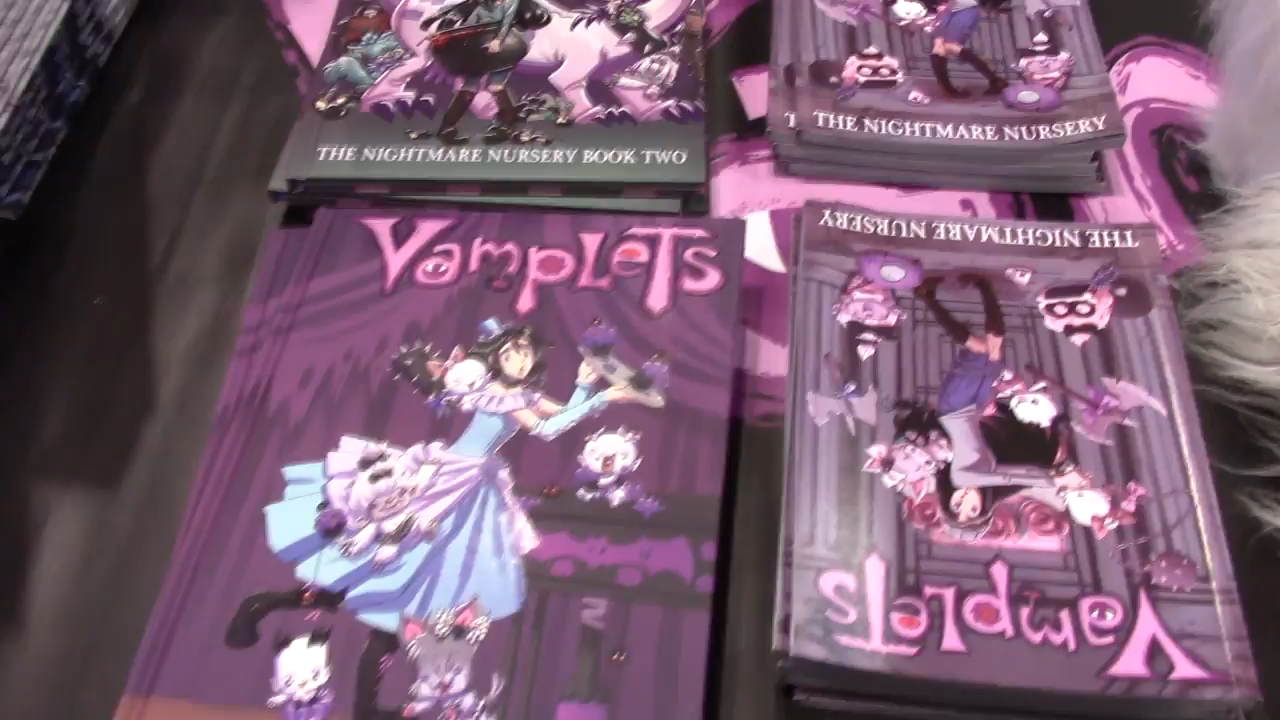 THE NIGHTMARE NURSERY BOOK TWO
THE NIGHTMARE NURSERY
VAMPLETS
THE NIGHTMARE NURSERY
VAMPLETS